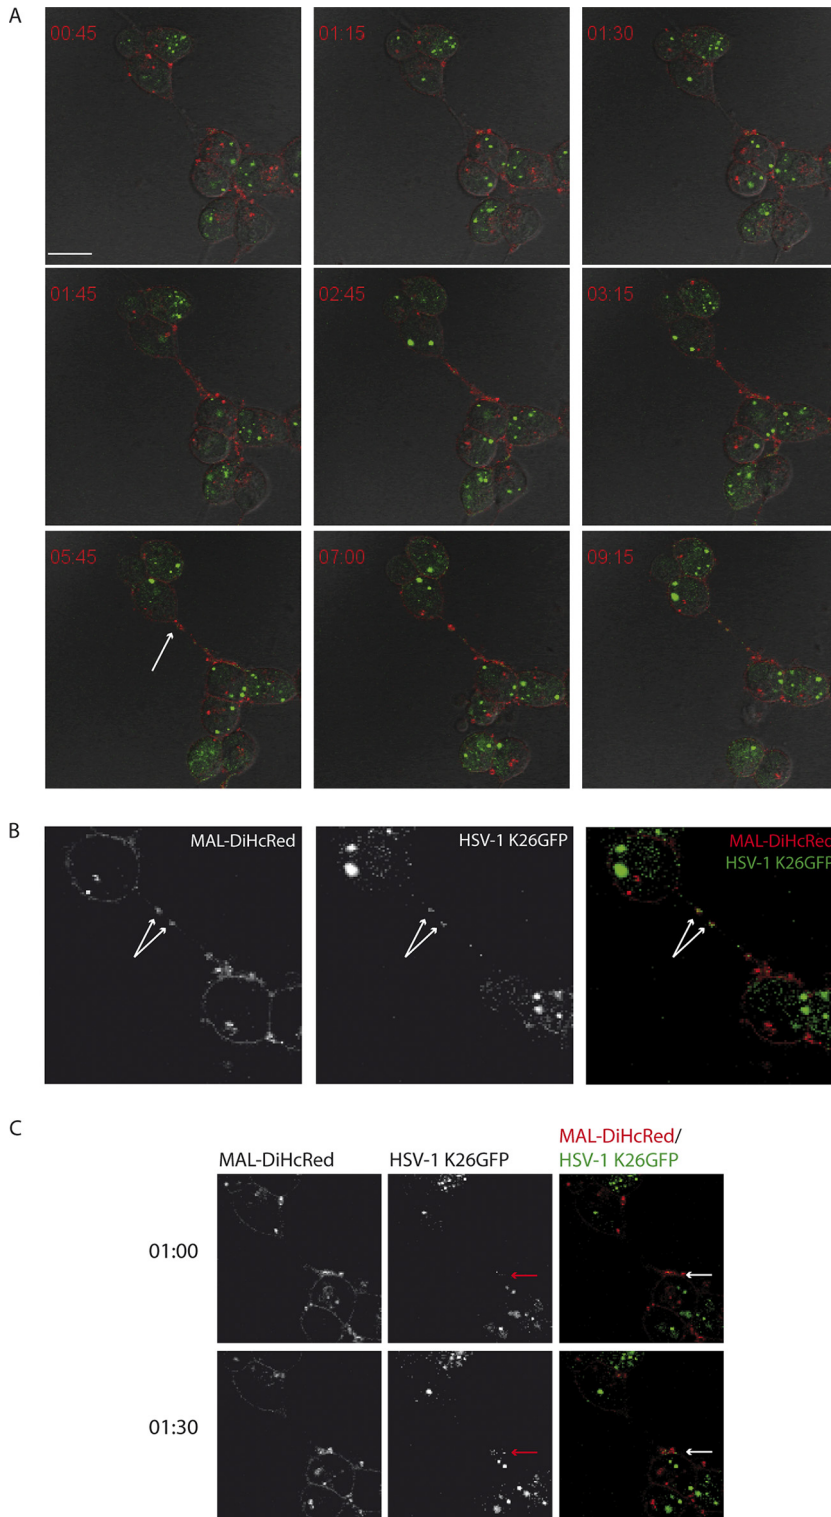 A
00:45
01:15
01:30
01:45
02:45
03:15
05:45
07:00
09:15
B
MAL-DiHcRed
HSV-1 K26GFP
MAL-DiHcRed
HSV-1 K26GFP
C
MAL-DiHcRed
HSV-1 K26GFP
MAL-DiHcRed/
HSV-1 K26GFP
01:00
01:30